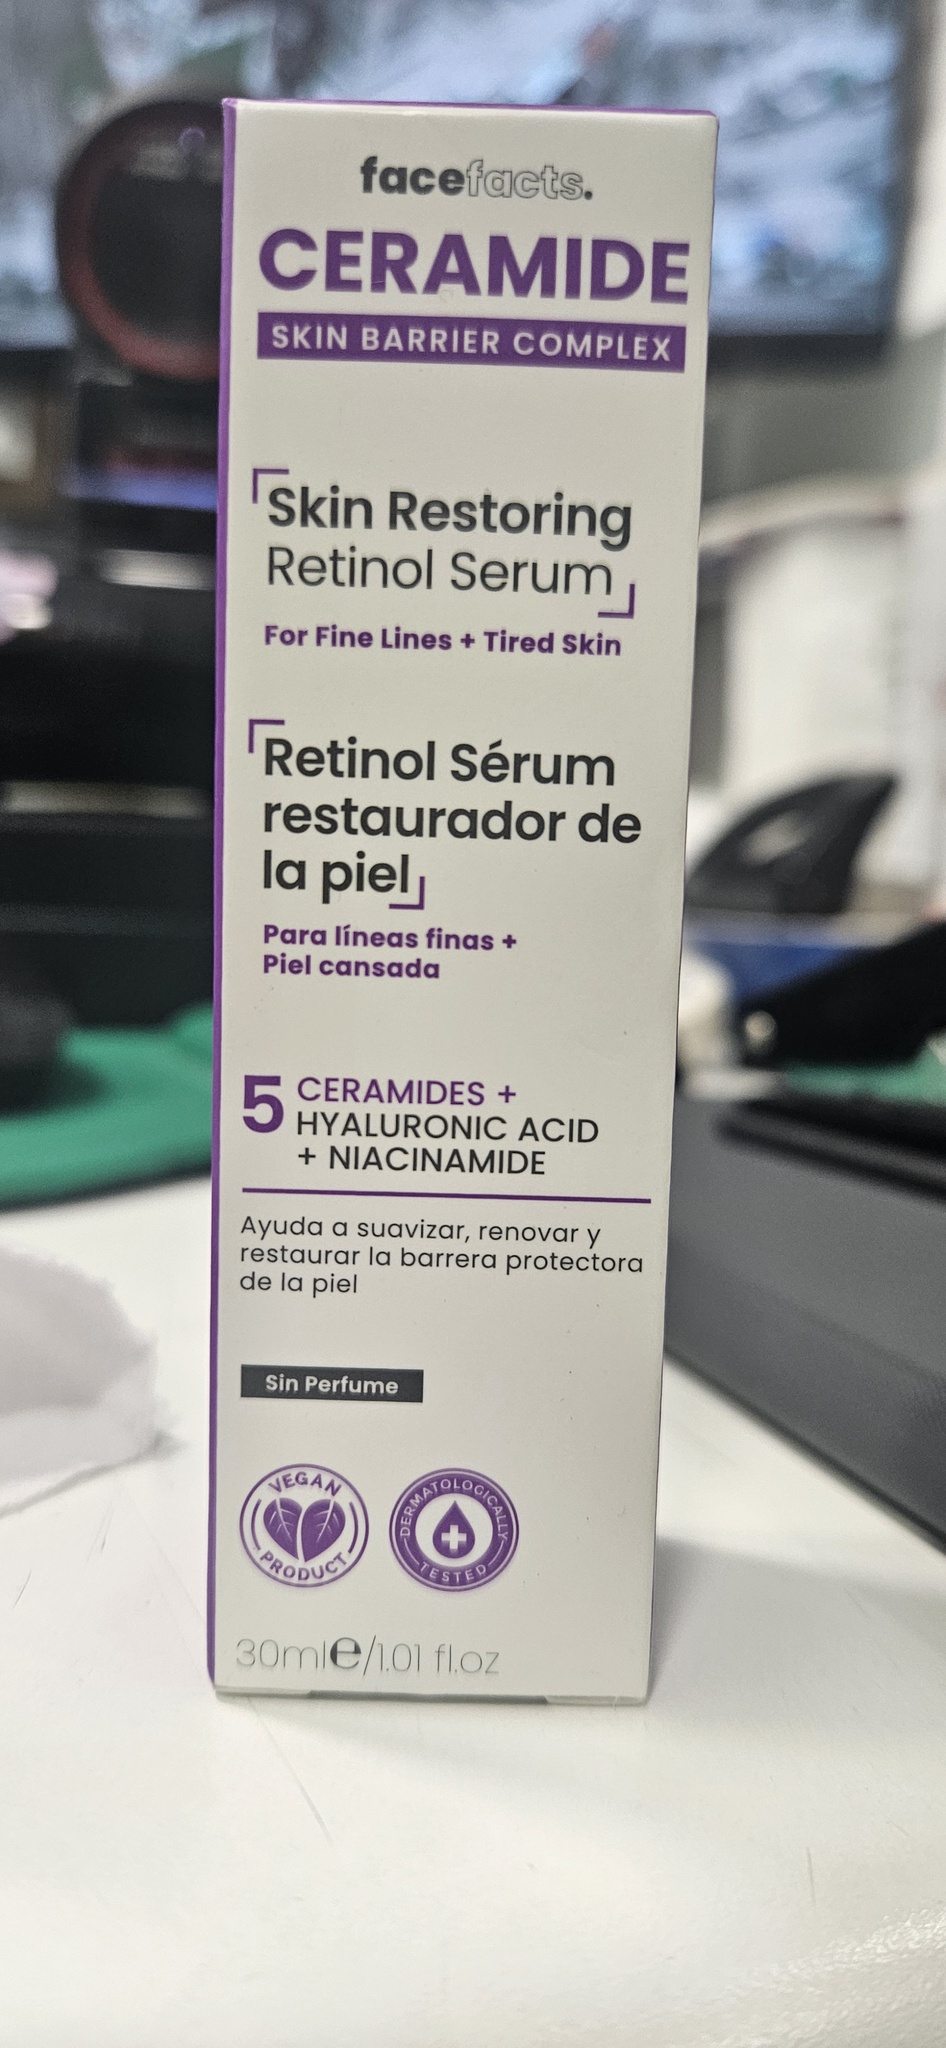 facefacts.
CERAMIDE
SKIN BARRIER COMPLEX
Skin Restoring
Retinol Serum
For Fine Lines + Tired Skin
Retinol Sérum
restaurador de
la piel
Para líneas finas +
Piel cansada
5 CERAMIDES +
HYALURONIC ACID
+ NIACINAMIDE
Ayuda a suavizar, renovar y
restaurar la barrera protectora
de la piel
Sin Perfume
VEGAN
PRODUCT
DERMATOLOGICALLY
TESTED
30ml℮/1.01 fl.oz